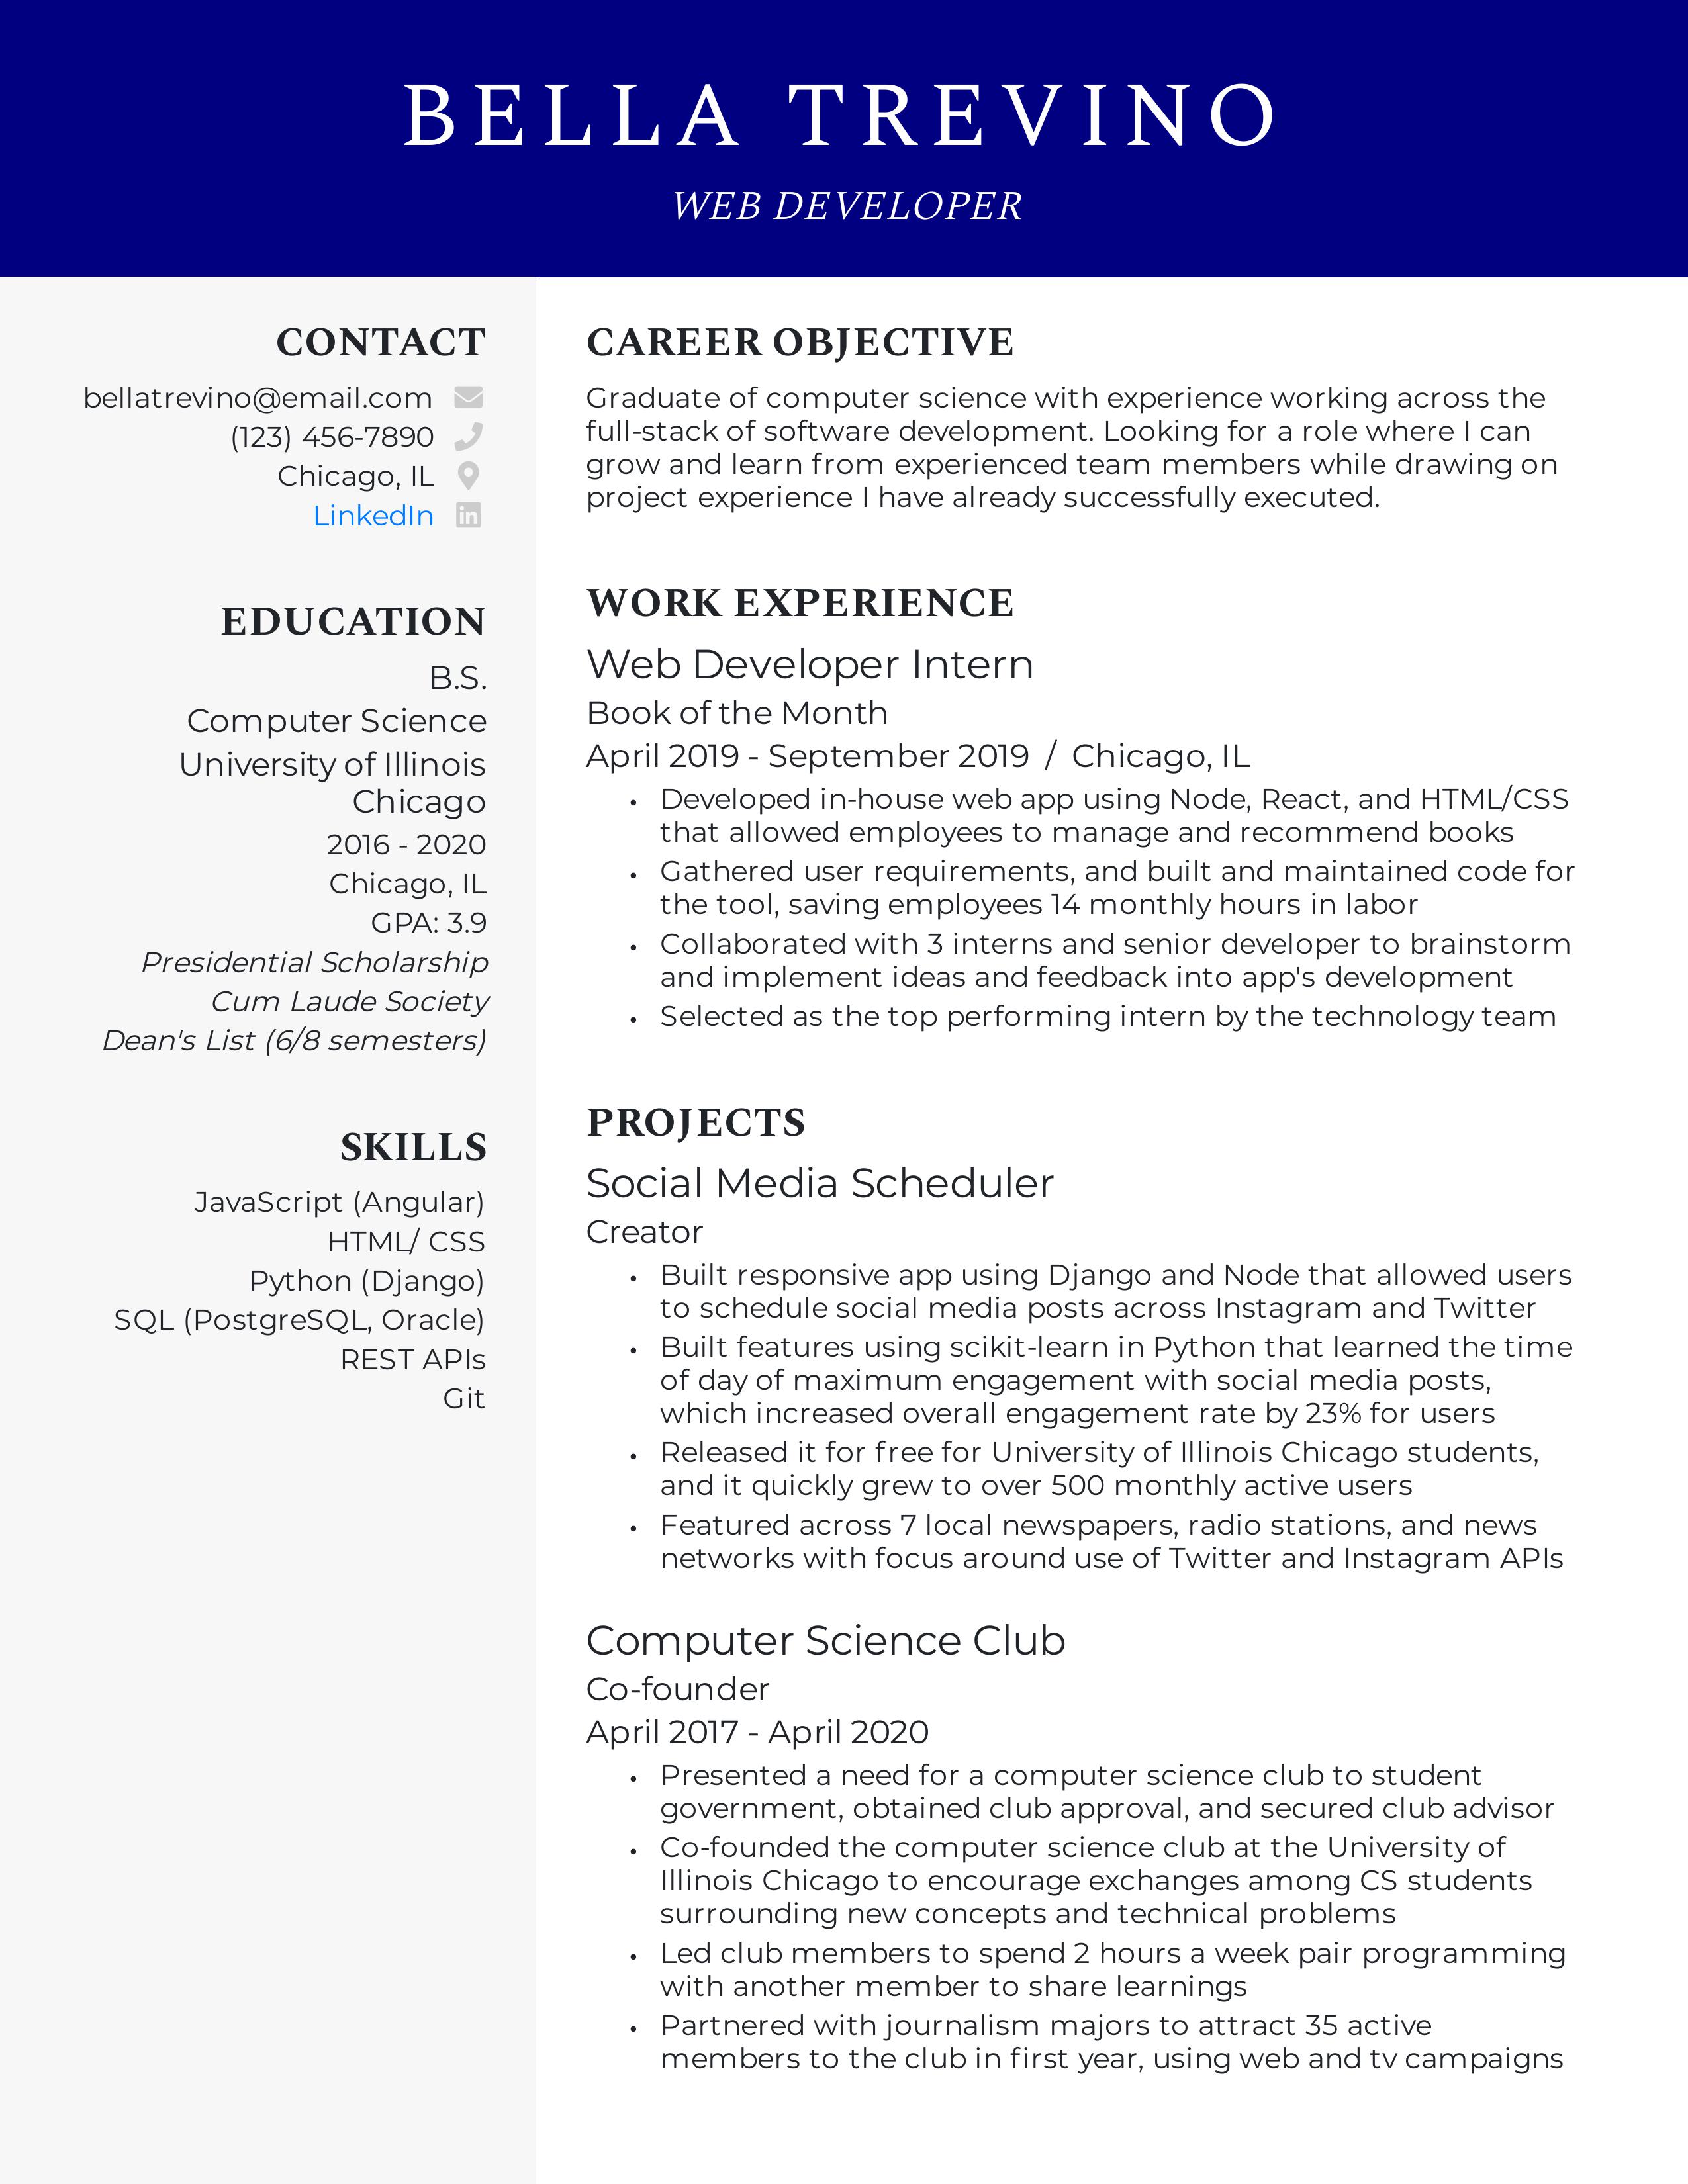 BELLA TREVINO
WEB DEVELOPER
CONTACT
bellatrevino@email.com
(123) 456-7890
Chicago, IL
LinkedIn
EDUCATION
B.S.
Computer Science
University of Illinois
Chicago
2016 - 2020
Chicago, IL
GPA: 3.9
Presidential Scholarship
Cum Laude Society
Dean's List (6/8 semesters)
SKILLS
JavaScript (Angular)
HTML/ CSS
Python (Django)
SQL (PostgreSQL, Oracle)
REST APIs
Git
CAREER OBJECTIVE
Graduate of computer science with experience working across the
full-stack of software development. Looking for a role where I can
grow and learn from experienced team members while drawing on
project experience I have already successfully executed.
WORK EXPERIENCE
Web Developer Intern
Book of the Month
April 2019 - September 2019 / Chicago, IL
• Developed in-house web app using Node, React, and HTML/CSS
that allowed employees to manage and recommend books
• Gathered user requirements, and built and maintained code for
the tool, saving employees 14 monthly hours in labor
• Collaborated with 3 interns and senior developer to brainstorm
and implement ideas and feedback into app's development
• Selected as the top performing intern by the technology team
PROJECTS
Social Media Scheduler
Creator
• Built responsive app using Django and Node that allowed users
to schedule social media posts across Instagram and Twitter
• Built features using scikit-learn in Python that learned the time
of day of maximum engagement with social media posts,
which increased overall engagement rate by 23% for users
• Released it for free for University of Illinois Chicago students,
and it quickly grew to over 500 monthly active users
• Featured across 7 local newspapers, radio stations, and news
networks with focus around use of Twitter and Instagram APIs
Computer Science Club
Co-founder
April 2017 - April 2020
• Presented a need for a computer science club to student
government, obtained club approval, and secured club advisor
• Co-founded the computer science club at the University of
Illinois Chicago to encourage exchanges among CS students
surrounding new concepts and technical problems
• Led club members to spend 2 hours a week pair programming
with another member to share learnings
• Partnered with journalism majors to attract 35 active
members to the club in first year, using web and tv campaigns